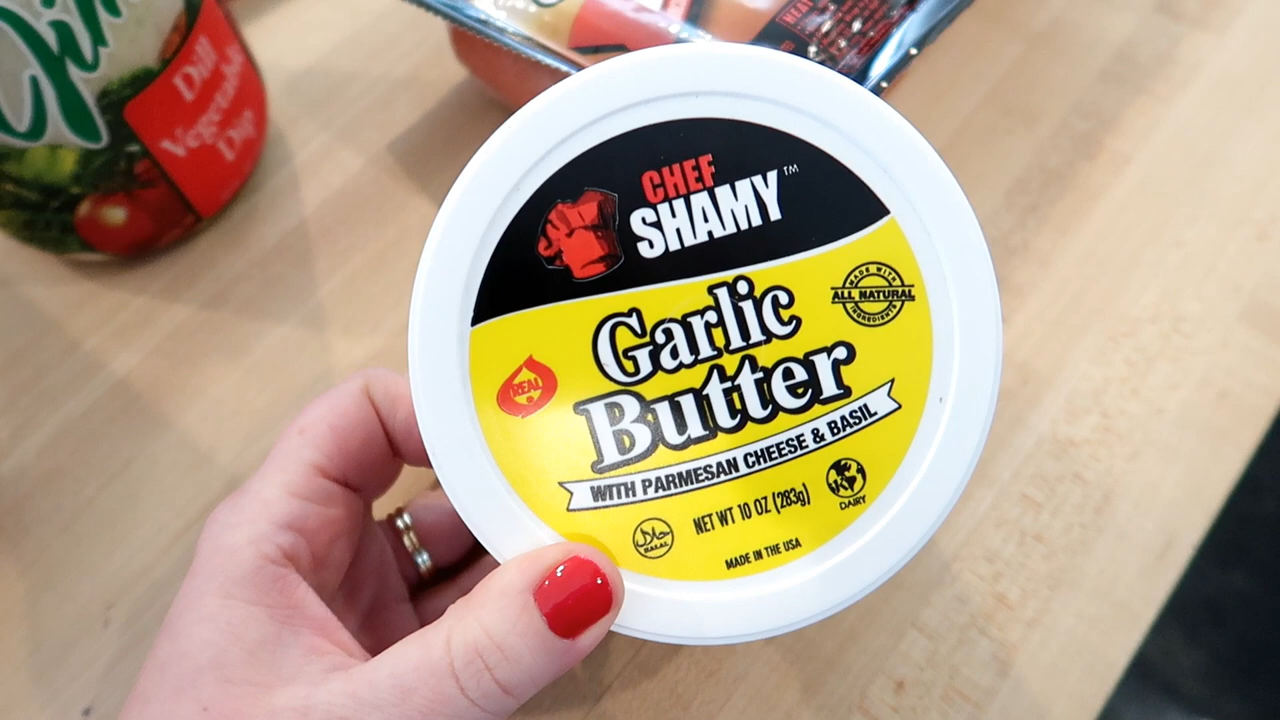 Dill
Vegetable
Dip
CHEF
SHAMY™
Garlic
Butter
WITH PARMESAN CHEESE & BASIL
MADE WITH
ALL NATURAL
INGREDIENTS
REAL
NET WT 10 OZ (283g)
حلال
HALAL
K
DAIRY
MADE IN THE USA